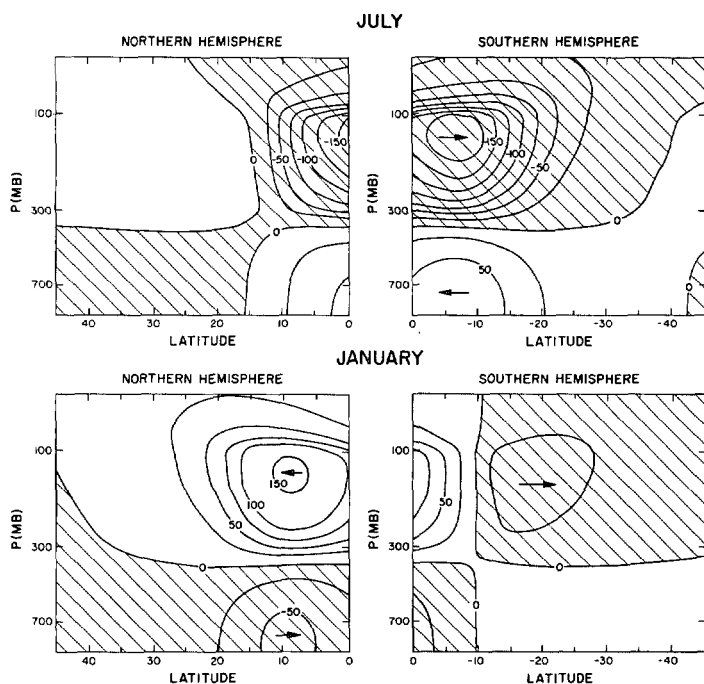 JULY
NORTHERN HEMISPHERE SOUTHERN HEMISPHERE
P(MB) 100 300 700
0 -50 -100 -150
0
40 30 20 10 0
LATITUDE
P(MB) 100 300 700
-150 -100 -50
0
50
0
0 -10 -20 -30 -40
LATITUDE
JANUARY
NORTHERN HEMISPHERE SOUTHERN HEMISPHERE
P(MB) 100 300 700
150
100
50
0
-50
40 30 20 10 0
LATITUDE
P(MB) 100 300 700
50
0
0
0 -10 -20 -30 -40
LATITUDE